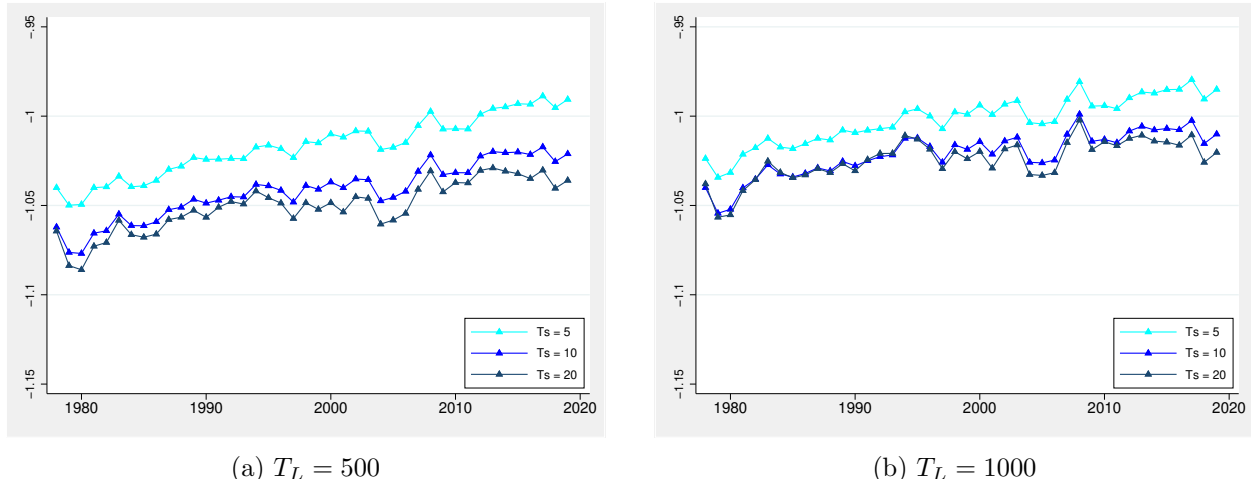 -.95
-1
-1.05
-1.1
-1.15
1980 1990 2000 2010 2020
Ts = 5
Ts = 10
Ts = 20
(a) T_L = 500
-.95
-1
-1.05
-1.1
-1.15
1980 1990 2000 2010 2020
Ts = 5
Ts = 10
Ts = 20
(b) T_L = 1000